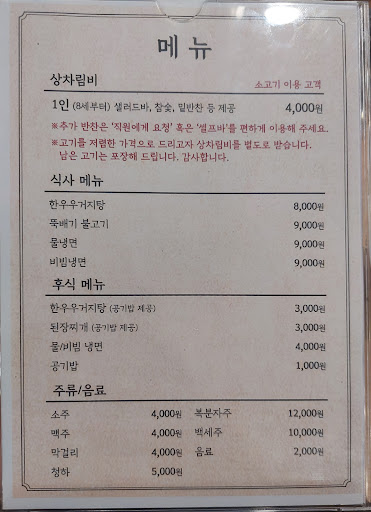 메뉴
상차림비 소고기 이용 고객
1인 (8세부터) 샐러드바, 참숯, 밑반찬 등 제공 4,000원
※추가 반찬은 '직원에게 요청' 혹은 '셀프바'를 편하게 이용해 주세요.
※고기를 저렴한 가격으로 드리고자 상차림비를 별도로 받습니다.
남은 고기는 포장해 드립니다. 감사합니다.
식사 메뉴
한우우거지탕 8,000원
뚝배기 불고기 9,000원
물냉면 9,000원
비빔냉면 9,000원
후식 메뉴
한우우거지탕 (공기밥 제공) 3,000원
된장찌개 (공기밥 제공) 3,000원
물/비빔 냉면 4,000원
공기밥 1,000원
주류/음료
소주 4,000원 복분자주 12,000원
맥주 4,000원 백세주 10,000원
막걸리 4,000원 음료 2,000원
청하 5,000원